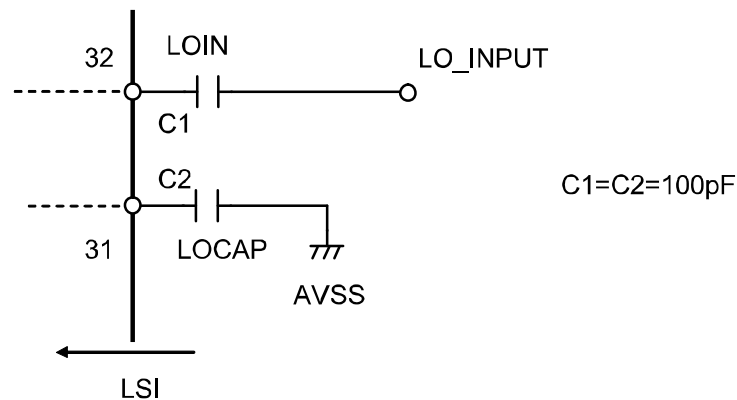 LOIN
32
LO_INPUT
C1
C2
C1=C2=100pF
31
LOCAP
AVSS
LSI